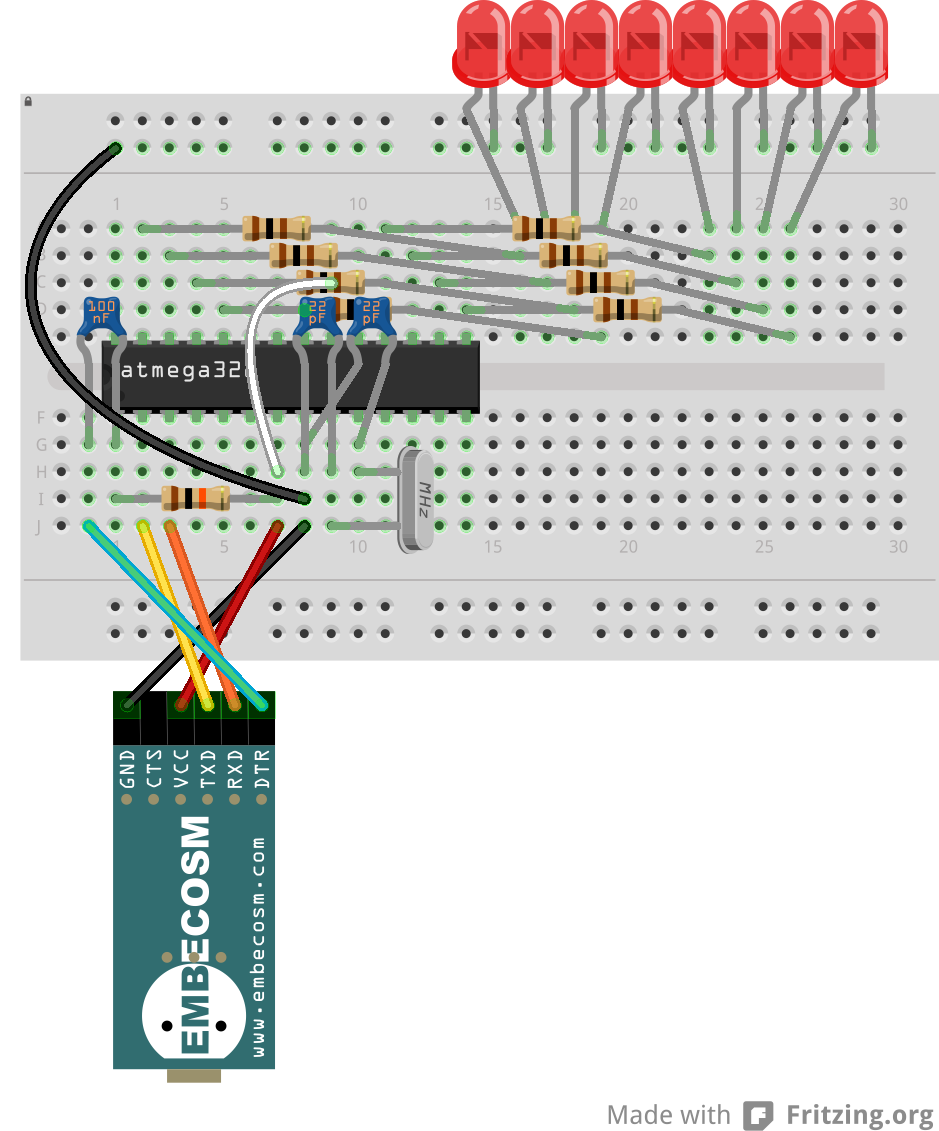 1 5 10 15 20 25 30
C
D
100
nF
22
pF
22
pF
atmega32
F
G
H
I
J
MHz
1 5 10 15 20 25 30
GND
CTS
VCC
TXD
RXD
DTR
EMBECOSM
www.embecosm.com
Made with Fritzing.org